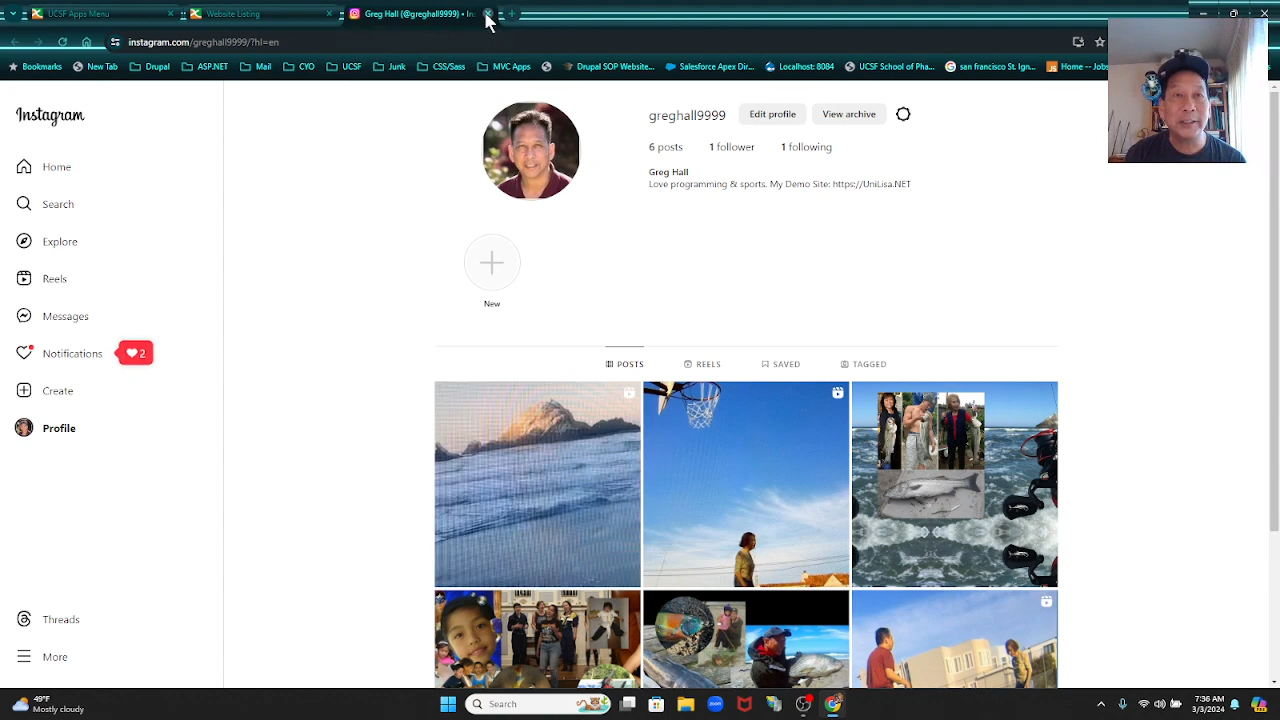 UCSF Apps Menu
Website Listing
Greg Hall (@greghall9999) • In
instagram.com/greghall9999/?hl=en
Bookmarks
New Tab
Drupal
ASP.NET
Mail
CYO
UCSF
Junk
CSS/Sass
MVC Apps
Drupal SOP Website...
Salesforce Apex Dir...
Localhost: 8084
UCSF School of Pha...
san francisco St. Ign...
Home -- Jobs
Instagram
greghall9999
Edit profile
View archive
6 posts
1 follower
1 following
Greg Hall
Love programming & sports. My Demo Site: https://UniLisa.NET
Home
Search
Explore
Reels
Messages
Notifications
2
Create
Profile
Threads
More
New
POSTS
REELS
SAVED
TAGGED
49°F
Mostly cloudy
Search
zoom
7:36 AM
3/3/2024